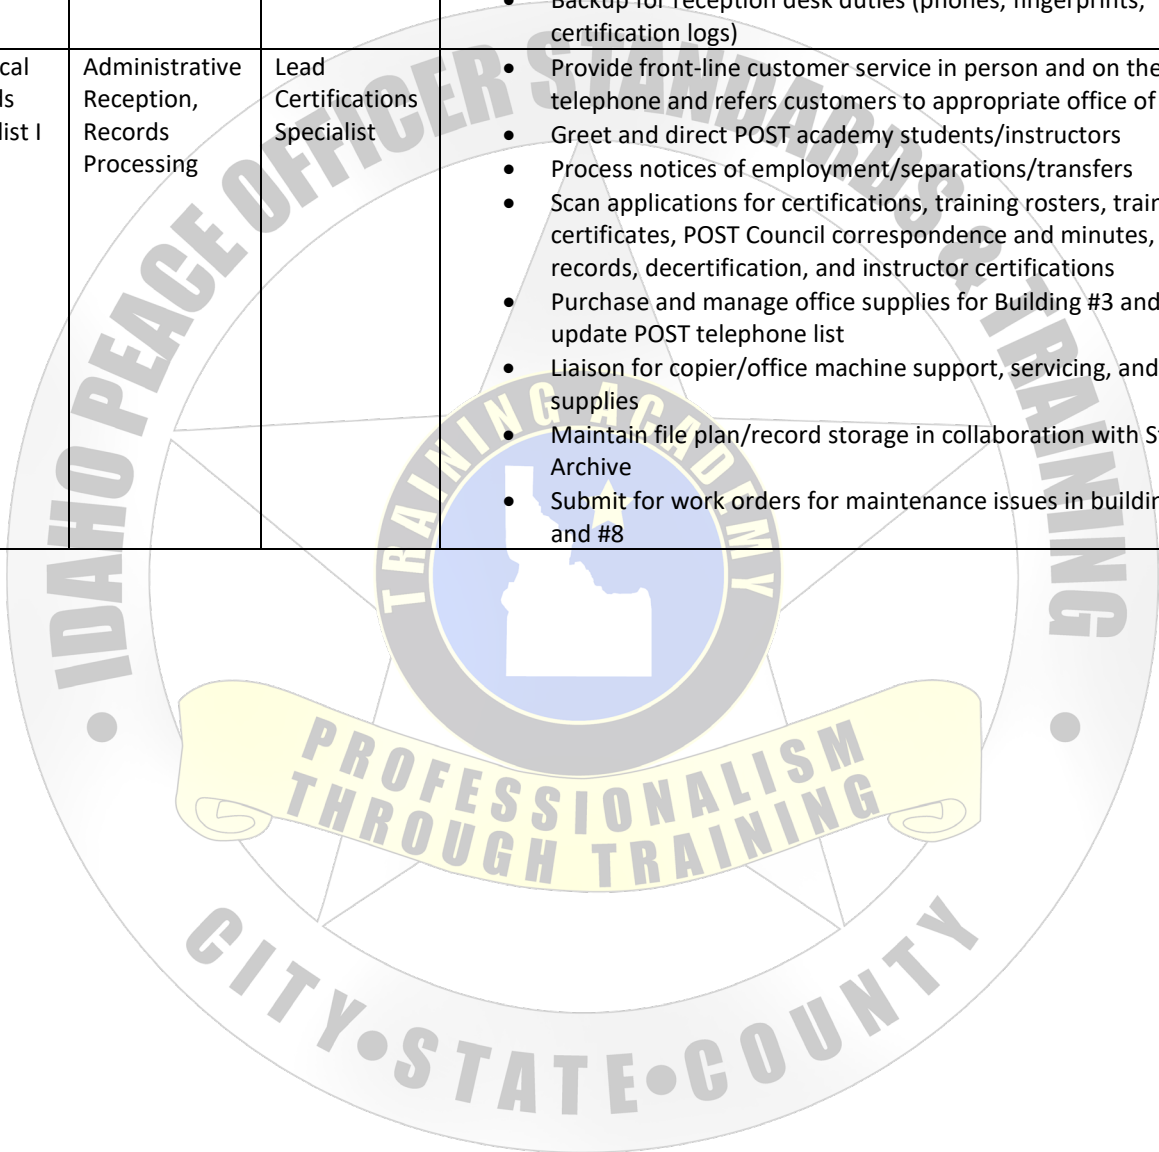 Backup for reception desk duties (phones, fingerprints,
certification logs)
list I
Administrative
Reception,
Records
Processing
Lead
Certifications
Specialist
• Provide front-line customer service in person and on the
telephone and refers customers to appropriate office of
• Greet and direct POST academy students/instructors
• Process notices of employment/separations/transfers
• Scan applications for certifications, training rosters, train
certificates, POST Council correspondence and minutes,
records, decertification, and instructor certifications
• Purchase and manage office supplies for Building #3 and
update POST telephone list
• Liaison for copier/office machine support, servicing, and
supplies
• Maintain file plan/record storage in collaboration with S
Archive
• Submit for work orders for maintenance issues in buildin
and #8
• IDAHO PEACE OFFICER STANDARDS & TRAINING •
TRAINING ACADEMY
PROFESSIONALISM
THROUGH TRAINING
CITY•STATE•COUNTY